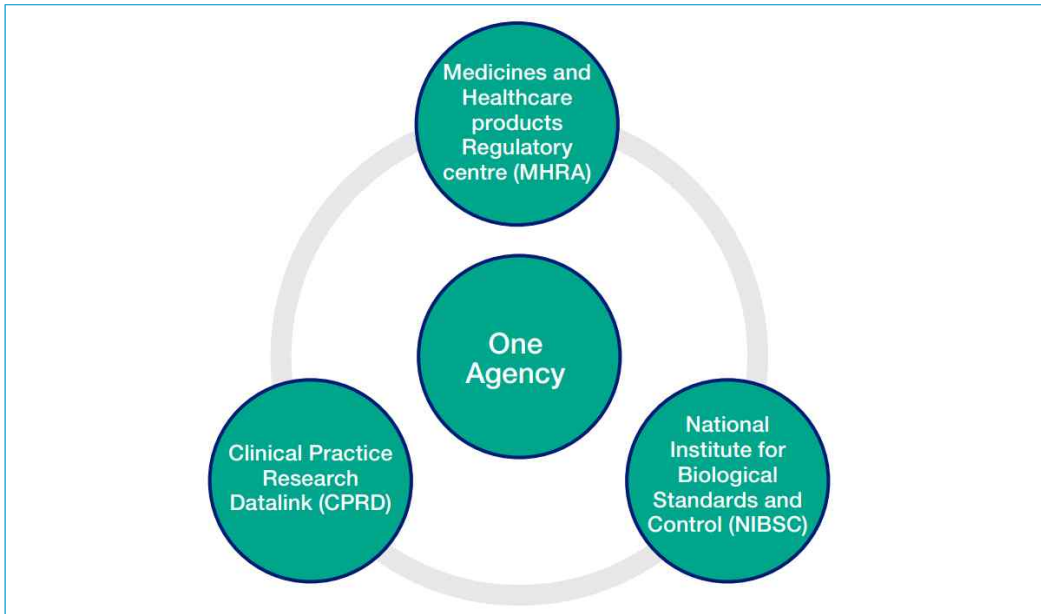 Medicines and
Healthcare
products
Regulatory
centre (MHRA)
One
Agency
Clinical Practice
Research
Datalink (CPRD)
National
Institute for
Biological
Standards and
Control (NIBSC)